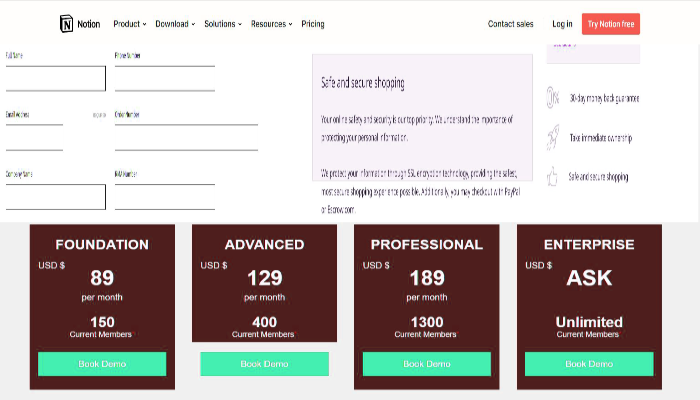 Notion
Product
Download
Solutions
Resources
Pricing
Contact sales
Log in
Try Notion free
Full Name
Phone Number
Email Address
Order Number
Company Name
Safe and secure shopping
Your online safety and security is our top priority. We understand the importance of
protecting your personal information.
We protect your information through SSL encryption technology, providing the safest,
most secure shopping experience possible. Additionally, you may checkout with PayPal
or Escrow.com.
30-day money back guarantee
Take immediate ownership
Safe and secure shopping
FOUNDATION
USD $
89
per month
150
Current Members
Book Demo
ADVANCED
USD $
129
per month
400
Current Members
Book Demo
PROFESSIONAL
USD $
189
per month
1300
Current Members
Book Demo
ENTERPRISE
USD $
ASK
Unlimited
Current Members
Book Demo